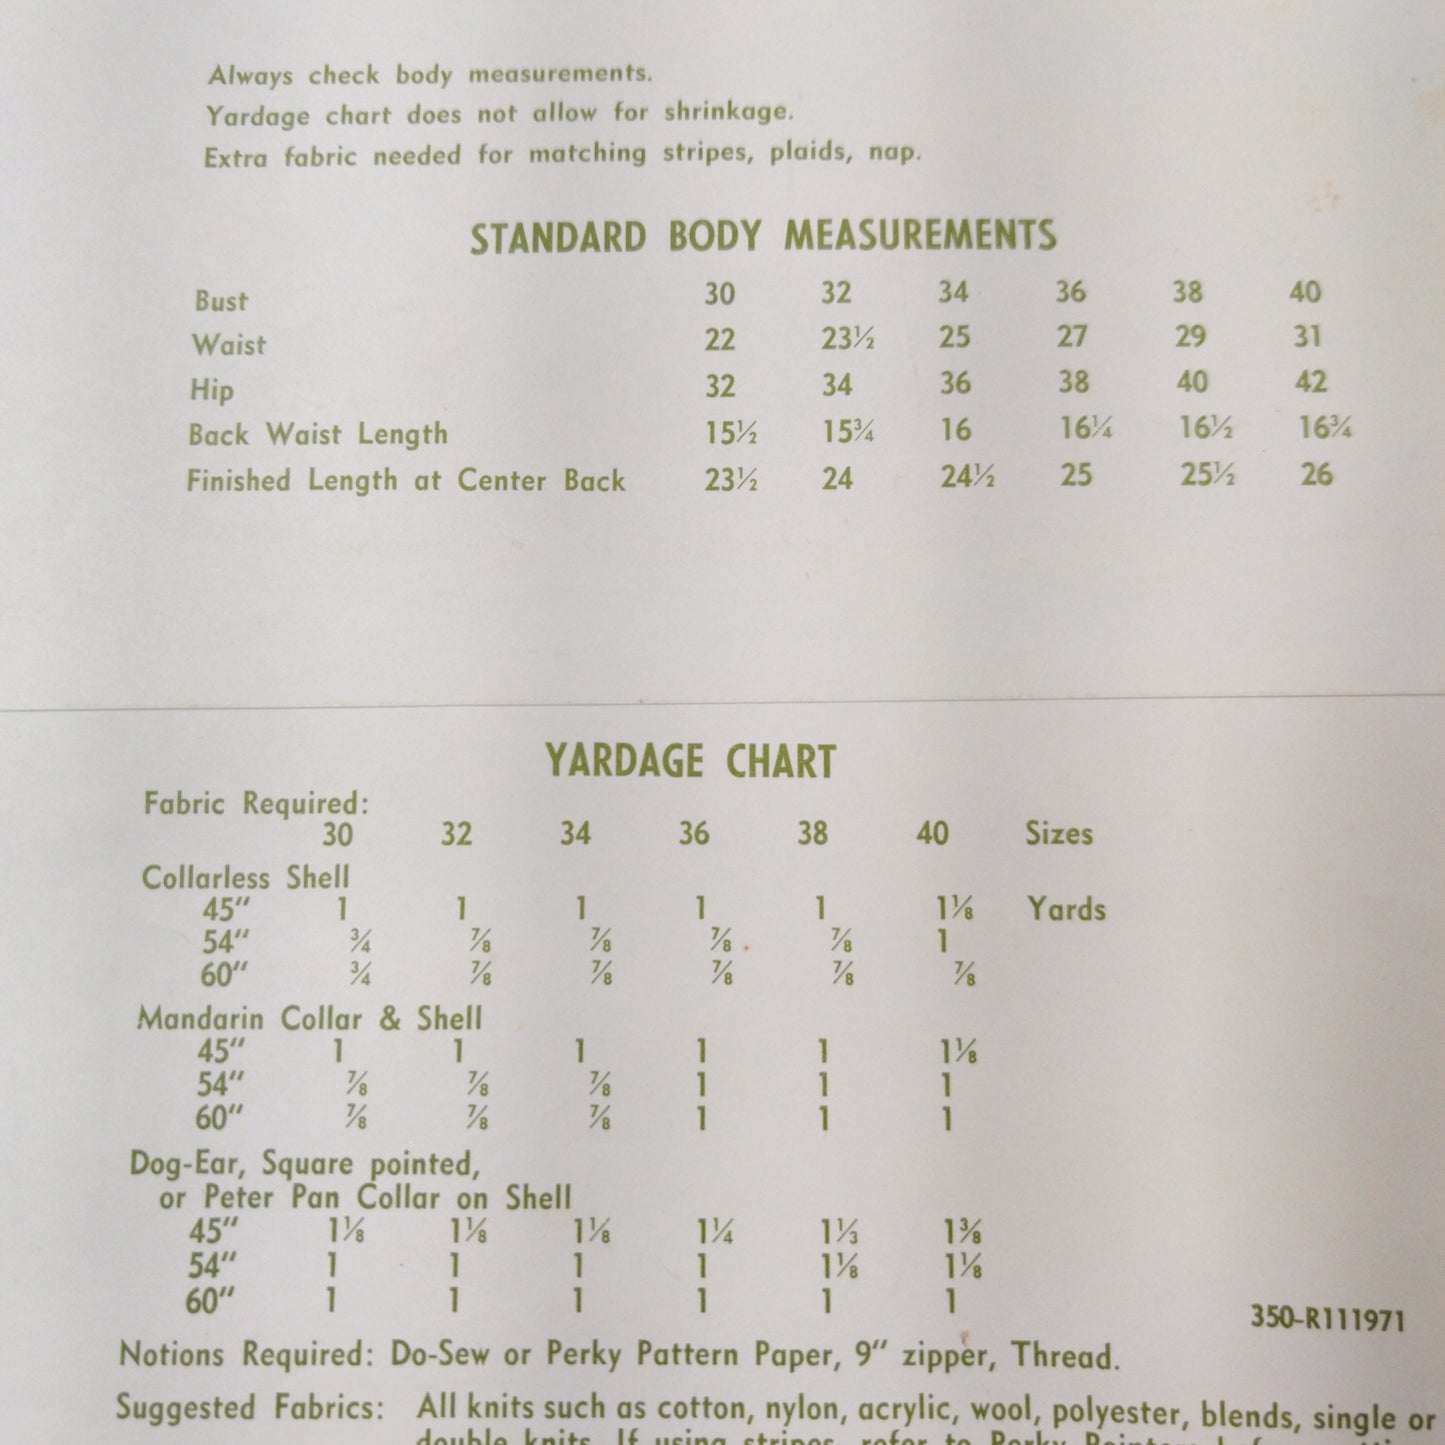 Always check body measurements.
Yardage chart does not allow for shrinkage.
Extra fabric needed for matching stripes, plaids, nap.
STANDARD BODY MEASUREMENTS
Bust 30 32 34 36 38 40
Waist 22 23½ 25 27 29 31
Hip 32 34 36 38 40 42
Back Waist Length 15½ 15¾ 16 16¼ 16½ 16¾
Finished Length at Center Back 23½ 24 24½ 25 25½ 26
YARDAGE CHART
Fabric Required:
30 32 34 36 38 40 Sizes
Collarless Shell
45" 1 1 1 1 1 1⅛ Yards
54" ¾ ⅞ ⅞ ⅞ ⅞ 1
60" ¾ ⅞ ⅞ ⅞ ⅞ ⅞
Mandarin Collar & Shell
45" 1 1 1 1 1 1⅛
54" ⅞ ⅞ ⅞ 1 1 1
60" ⅞ ⅞ ⅞ 1 1 1
Dog-Ear, Square pointed,
or Peter Pan Collar on Shell
45" 1⅛ 1⅛ 1⅛ 1¼ 1⅓ 1⅜
54" 1 1 1 1 1⅛ 1⅛
60" 1 1 1 1 1 1
350-R111971
Notions Required: Do-Sew or Perky Pattern Paper, 9" zipper, Thread.
Suggested Fabrics: All knits such as cotton, nylon, acrylic, wool, polyester, blends, single or
double knits. If using stripes, refer to Perky Pointers